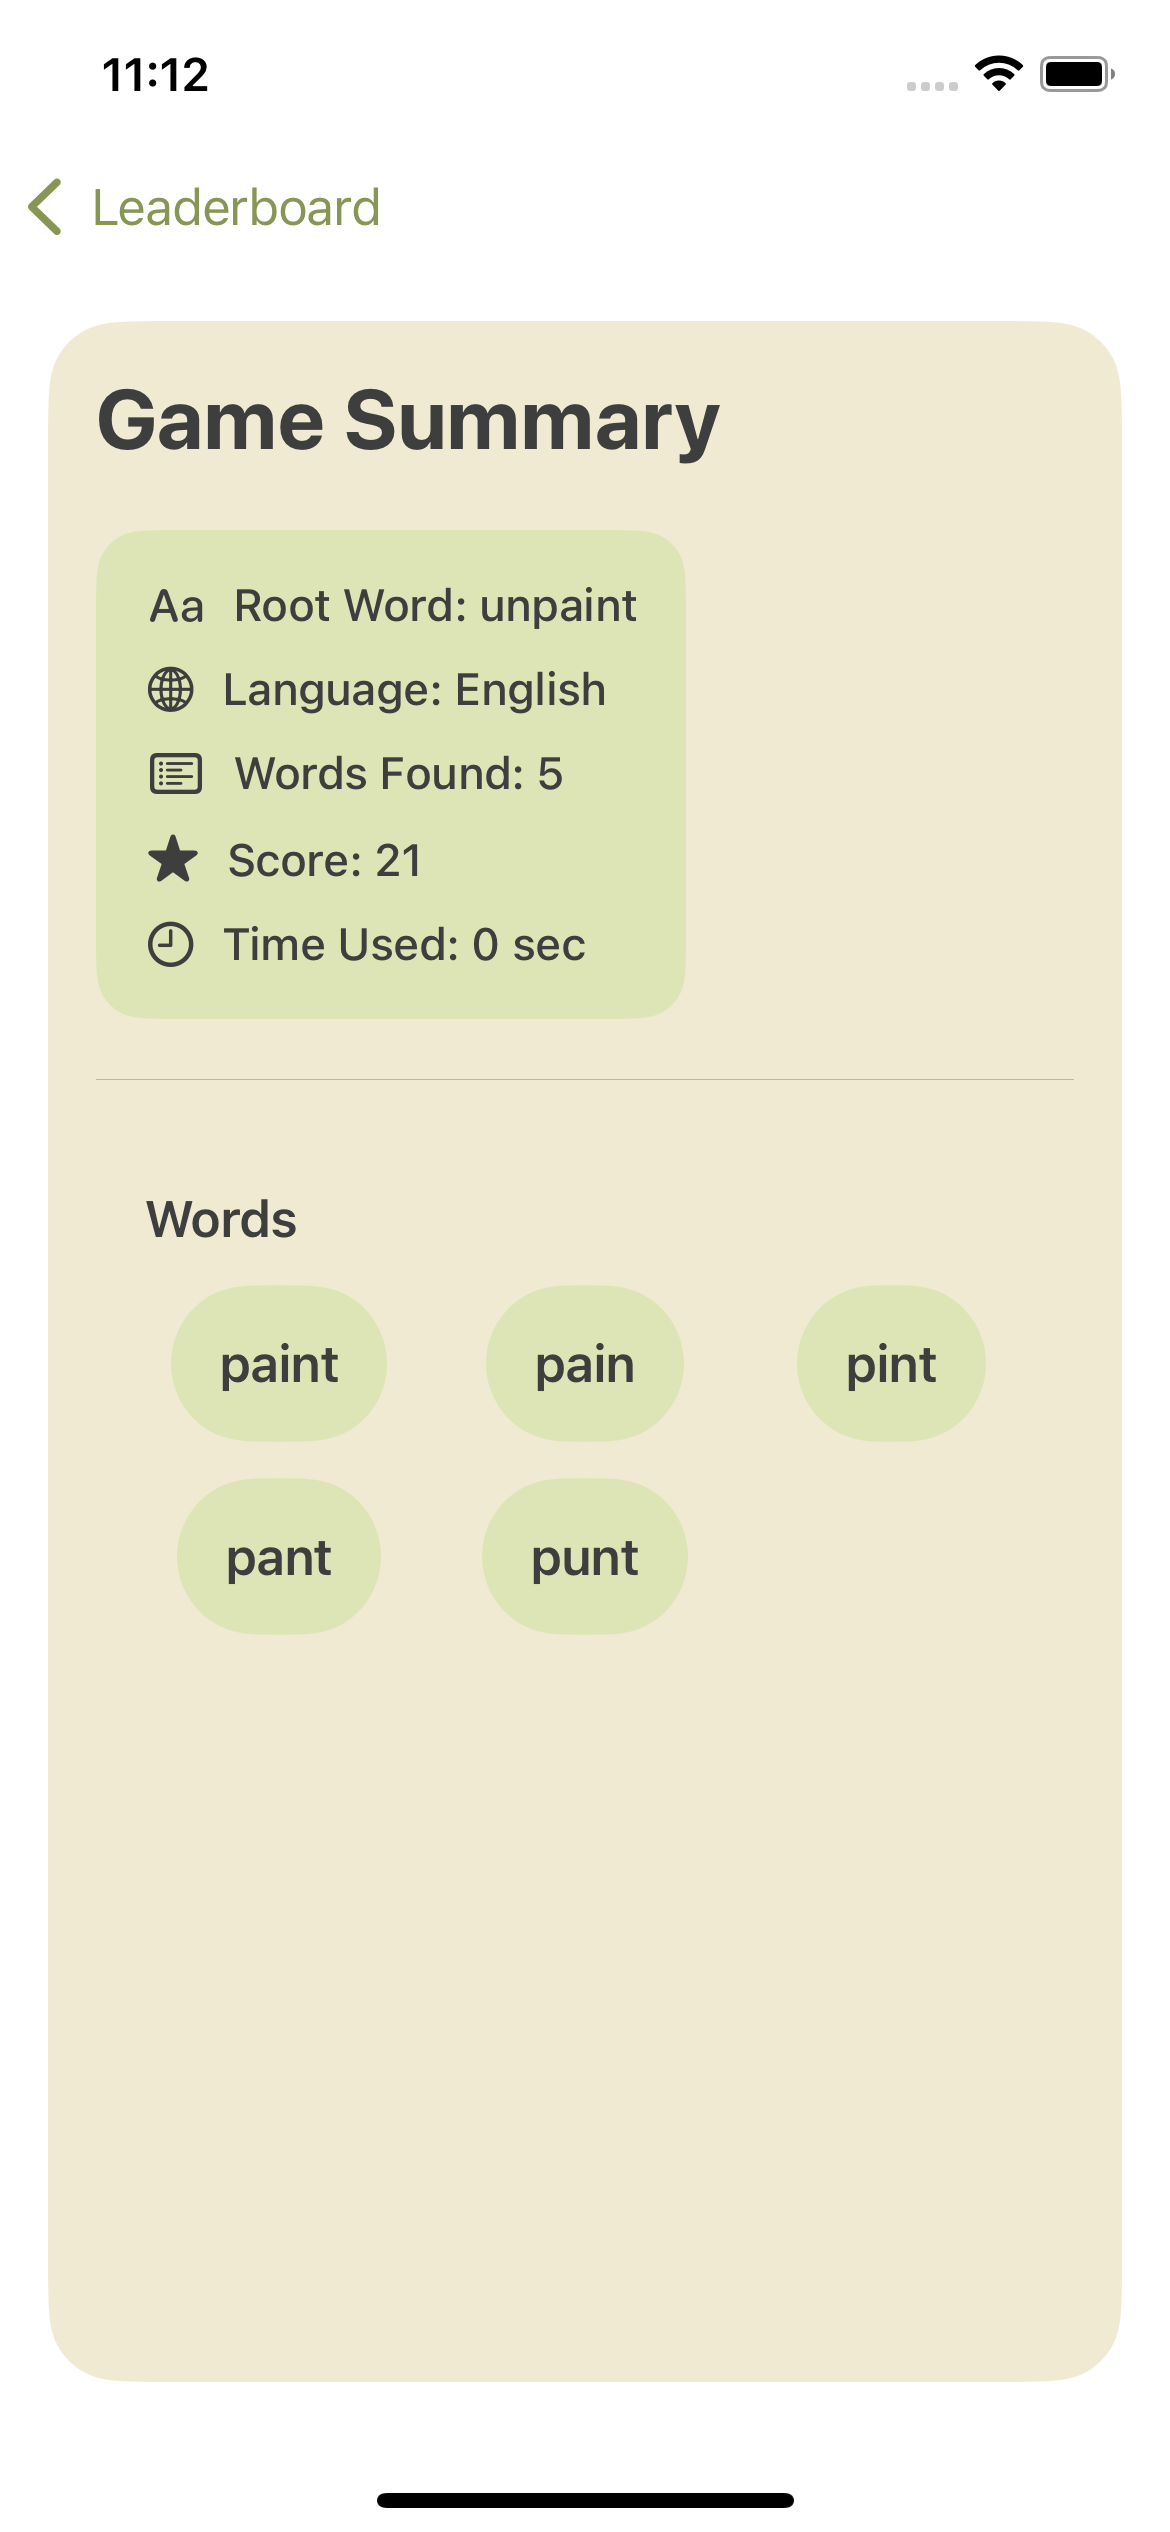 11:12
Leaderboard
Game Summary
Aa Root Word: unpaint
Language: English
Words Found: 5
Score: 21
Time Used: 0 sec
Words
paint pain pint
pant punt